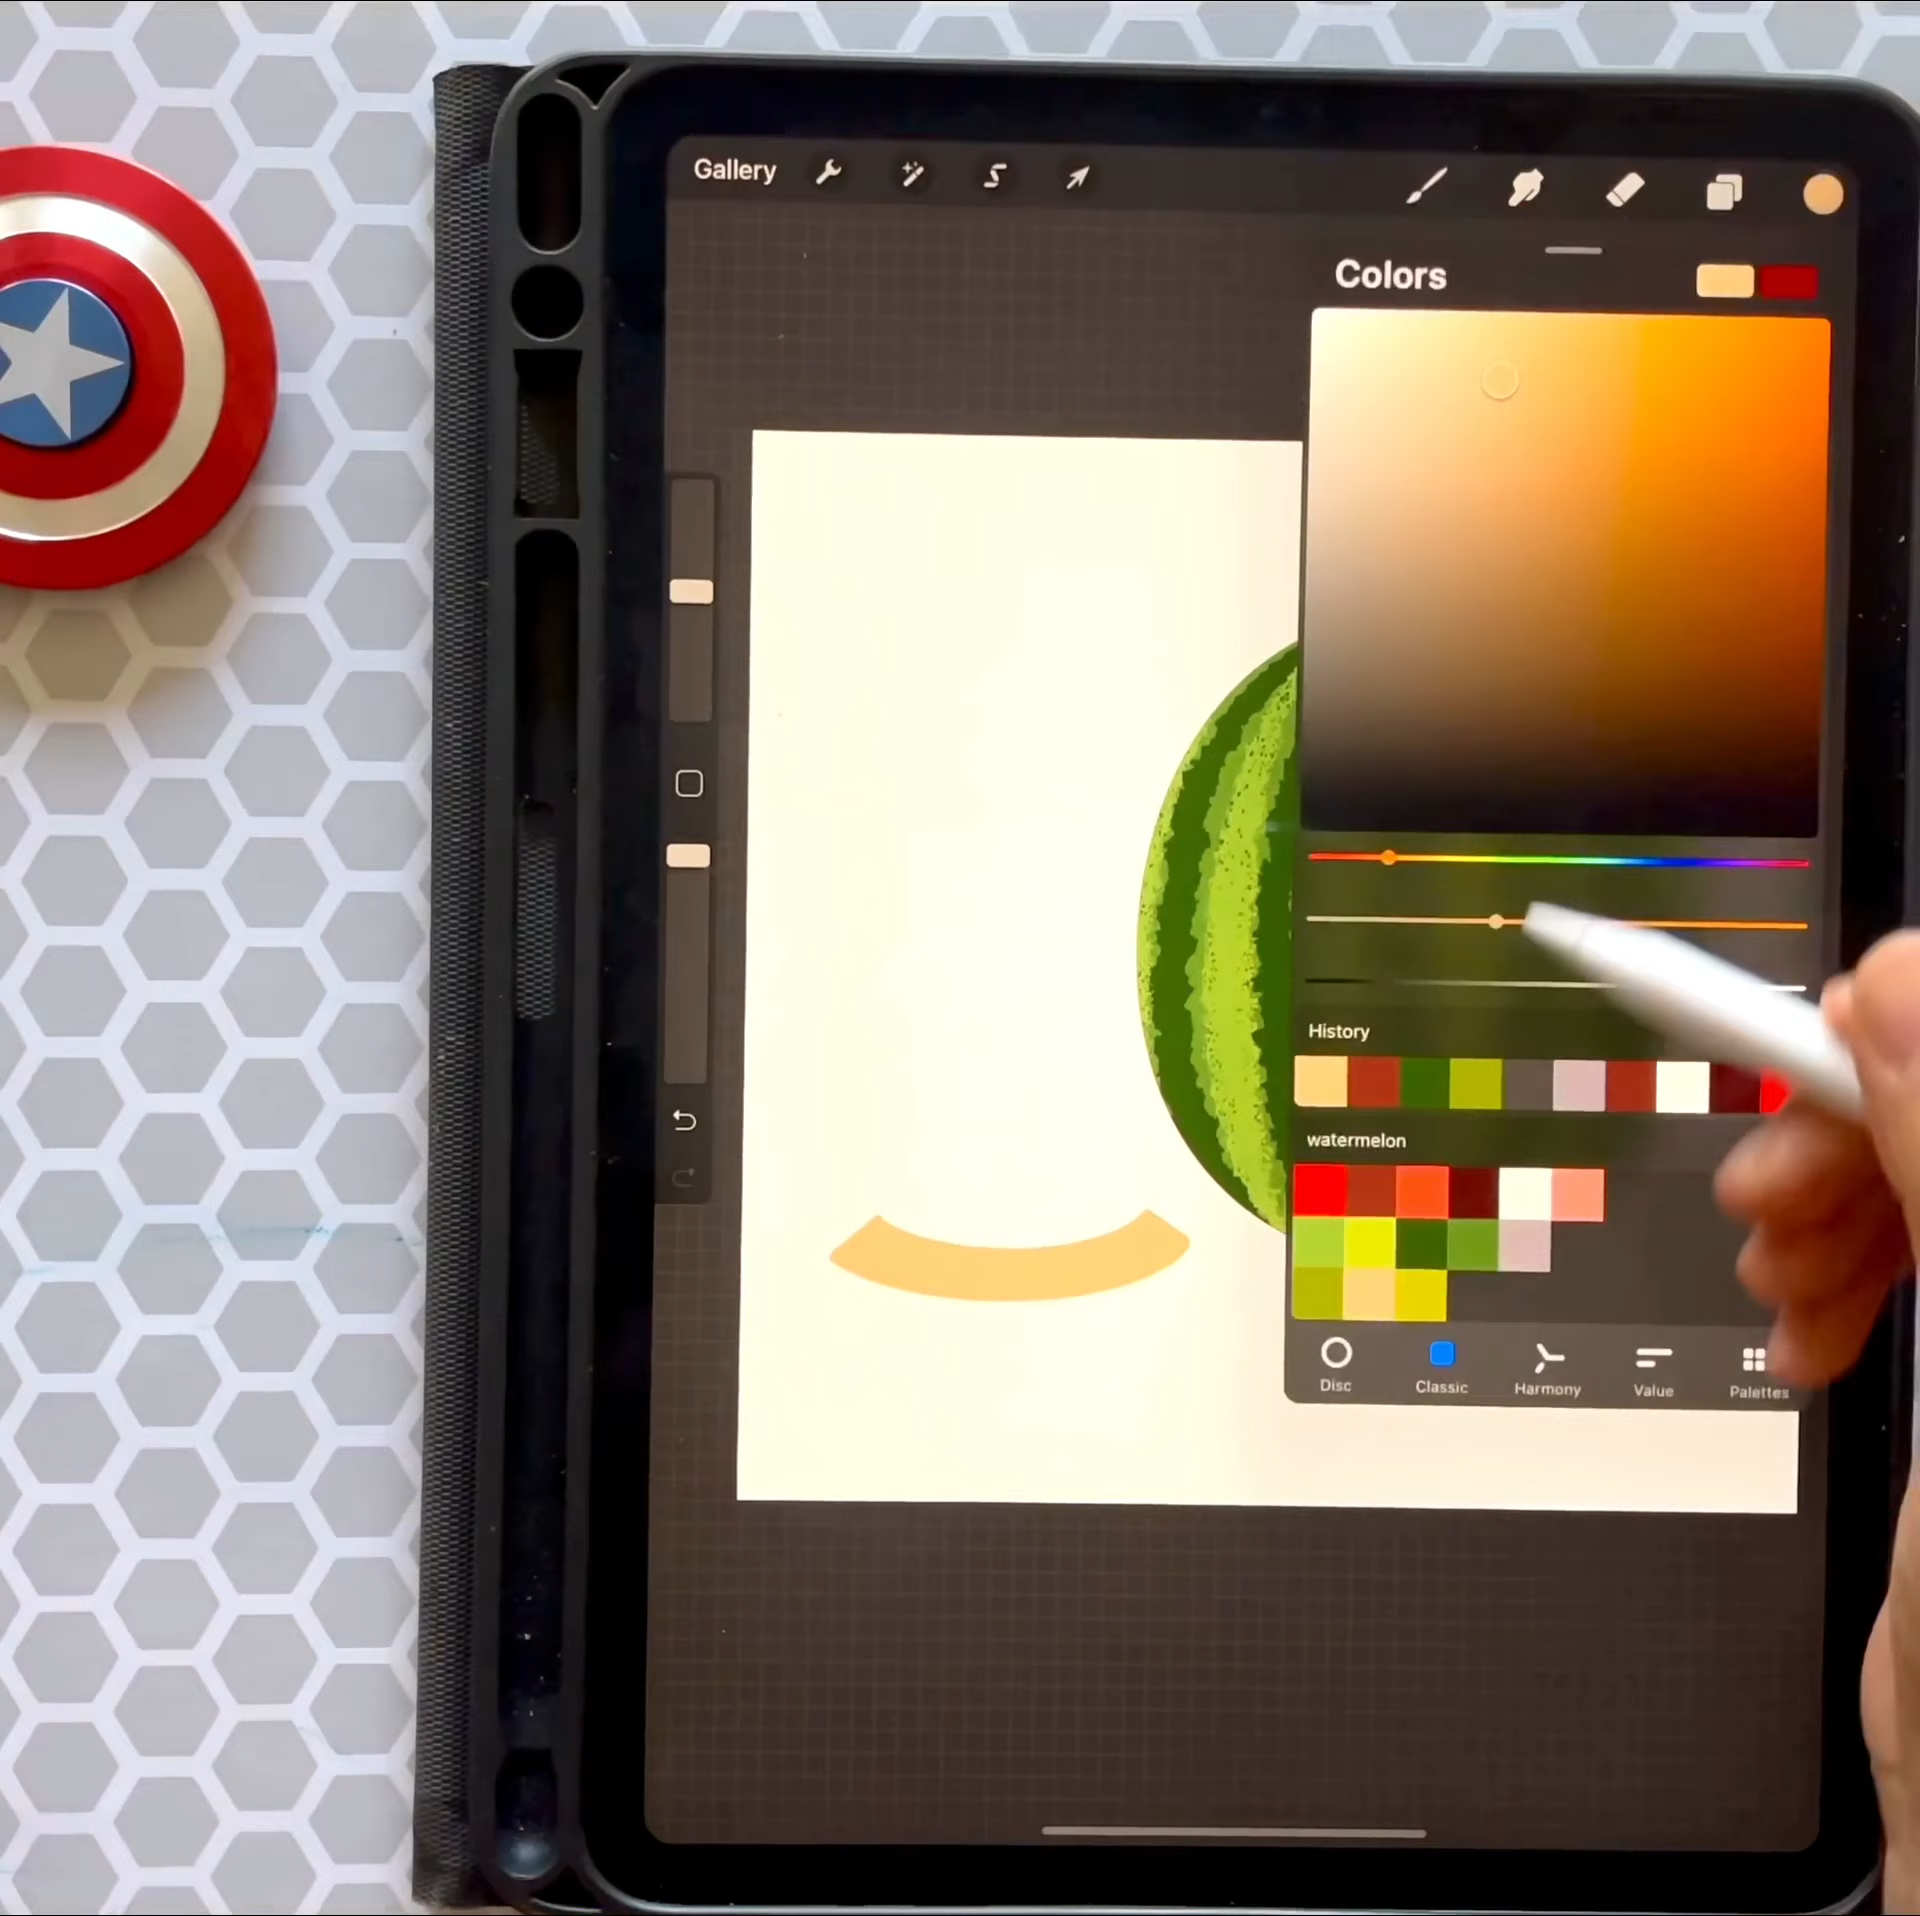 Gallery
Colors
History
watermelon
Disc
Classic
Harmony
Value
Palettes